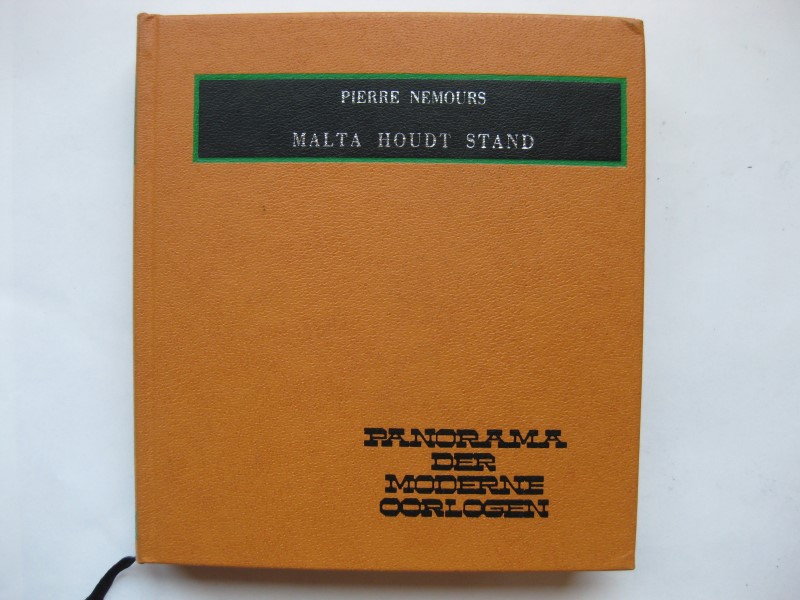 PIERRE NEMOURS
MALTA HOUDT STAND
PANORAMA
DER
MODERNE
OORLOGEN